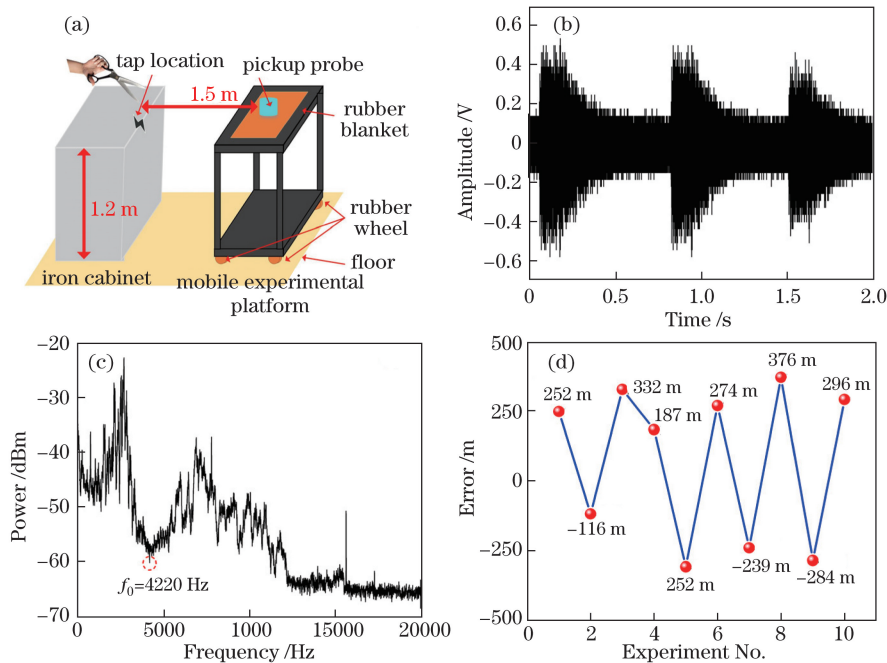 (a)
tap location
pickup probe
1.5 m
rubber
blanket
1.2 m
rubber
wheel
floor
iron cabinet
mobile experimental
platform
(b)
Amplitude /V
0.6
0.4
0.2
0
−0.2
−0.4
−0.6
0 0.5 1.0 1.5 2.0
Time /s
(c)
Power /dBm
−20
−30
−40
−50
−60
−70
f0=4220 Hz
0 5000 10000 15000 20000
Frequency /Hz
(d)
Error /m
500
250
0
−250
−500
252 m
−116 m
332 m
187 m
252 m
274 m
−239 m
376 m
−284 m
296 m
0 2 4 6 8 10
Experiment No.